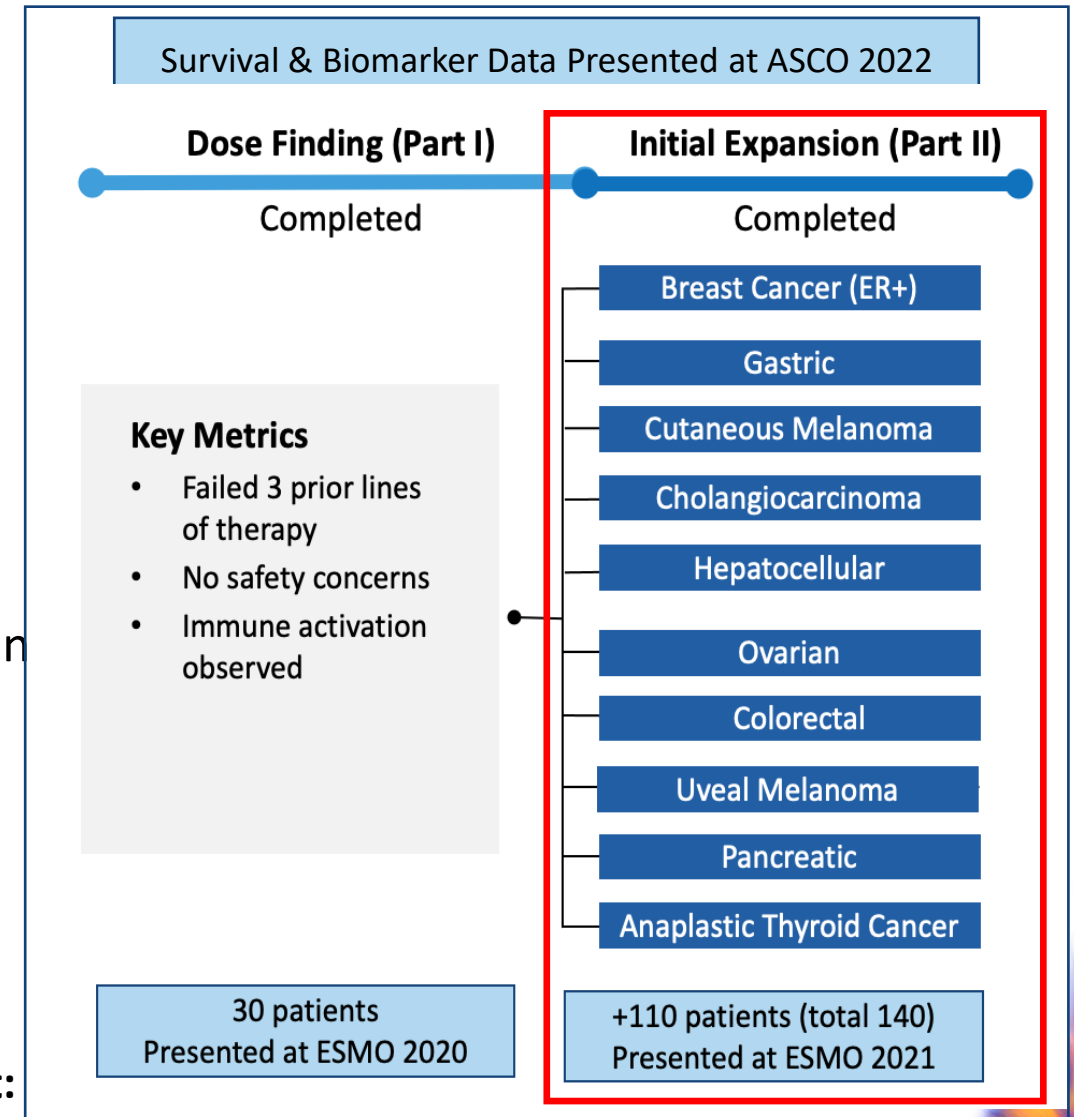 Survival & Biomarker Data Presented at ASCO 2022
Dose Finding (Part I)
Completed
Initial Expansion (Part II)
Completed
Key Metrics
• Failed 3 prior lines
of therapy
• No safety concerns
• Immune activation
observed
Breast Cancer (ER+)
Gastric
Cutaneous Melanoma
Cholangiocarcinoma
Hepatocellular
Ovarian
Colorectal
Uveal Melanoma
Pancreatic
Anaplastic Thyroid Cancer
30 patients
Presented at ESMO 2020
+110 patients (total 140)
Presented at ESMO 2021